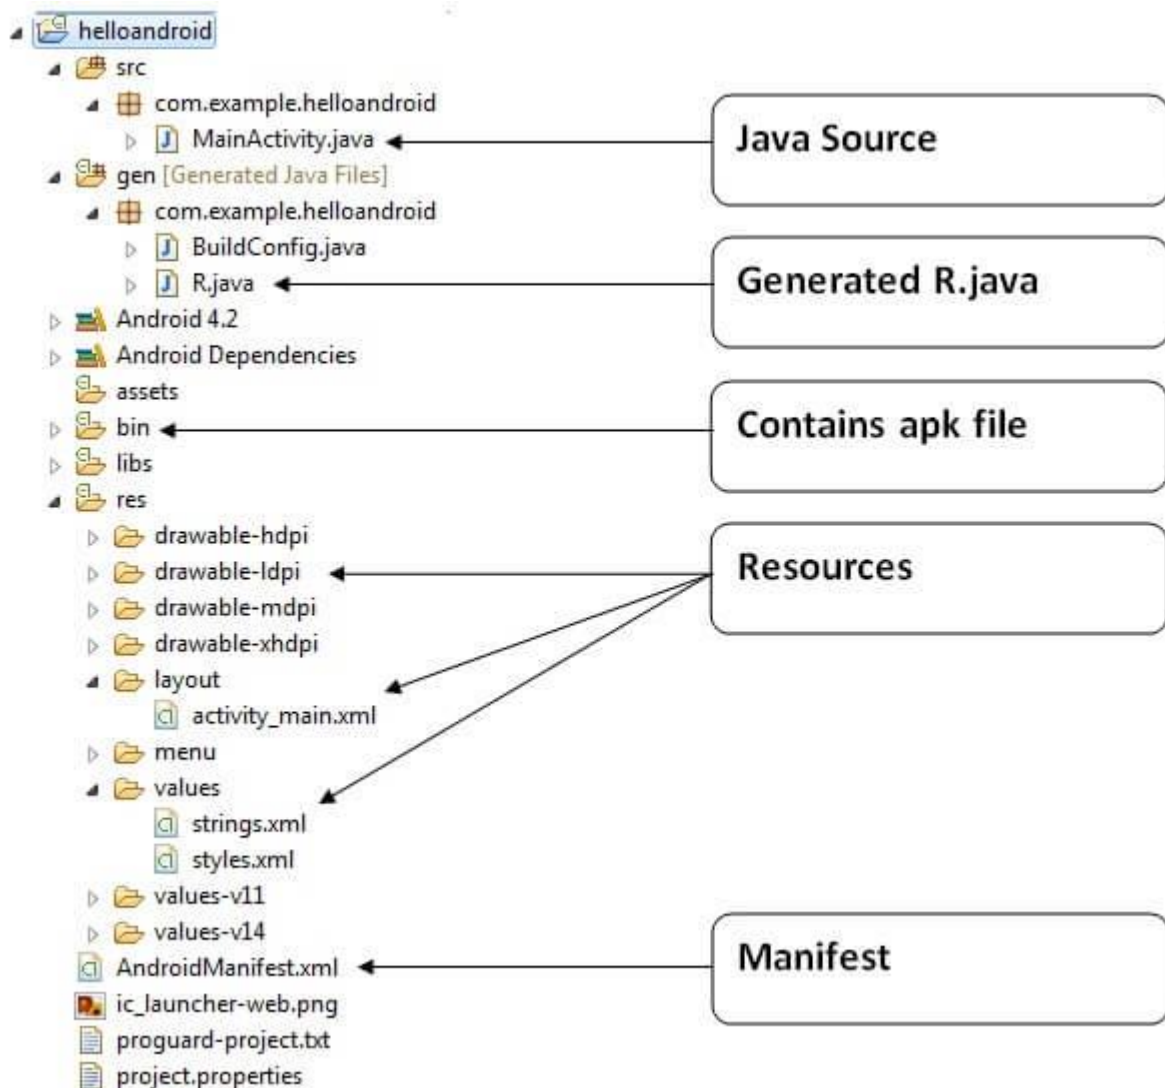 helloandroid
src
com.example.helloandroid
MainActivity.java
Java Source
gen [Generated Java Files]
com.example.helloandroid
BuildConfig.java
R.java
Generated R.java
Android 4.2
Android Dependencies
assets
bin
Contains apk file
libs
res
drawable-hdpi
drawable-ldpi
Resources
drawable-mdpi
drawable-xhdpi
layout
activity_main.xml
menu
values
strings.xml
styles.xml
values-v11
values-v14
AndroidManifest.xml
Manifest
ic_launcher-web.png
proguard-project.txt
project.properties